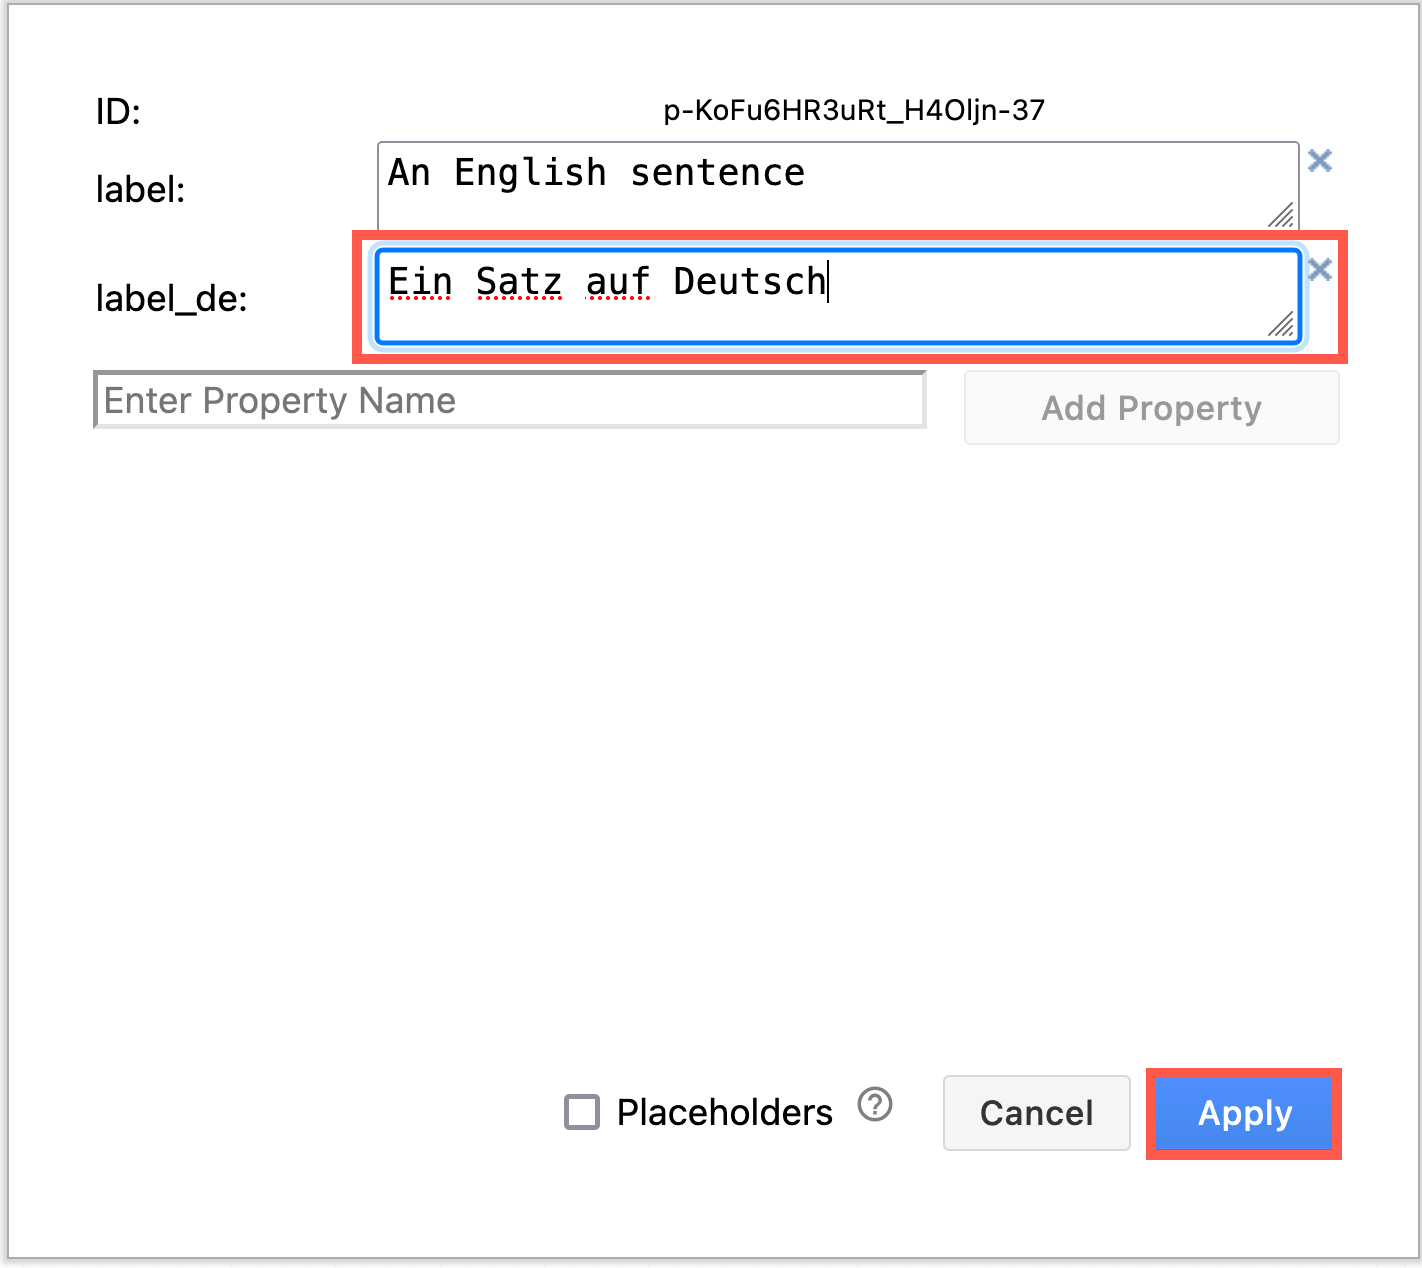 ID: p-KoFu6HR3uRt_H4Oljn-37
label: An English sentence
label_de: Ein Satz auf Deutsch
Enter Property Name Add Property
Placeholders ? Cancel Apply